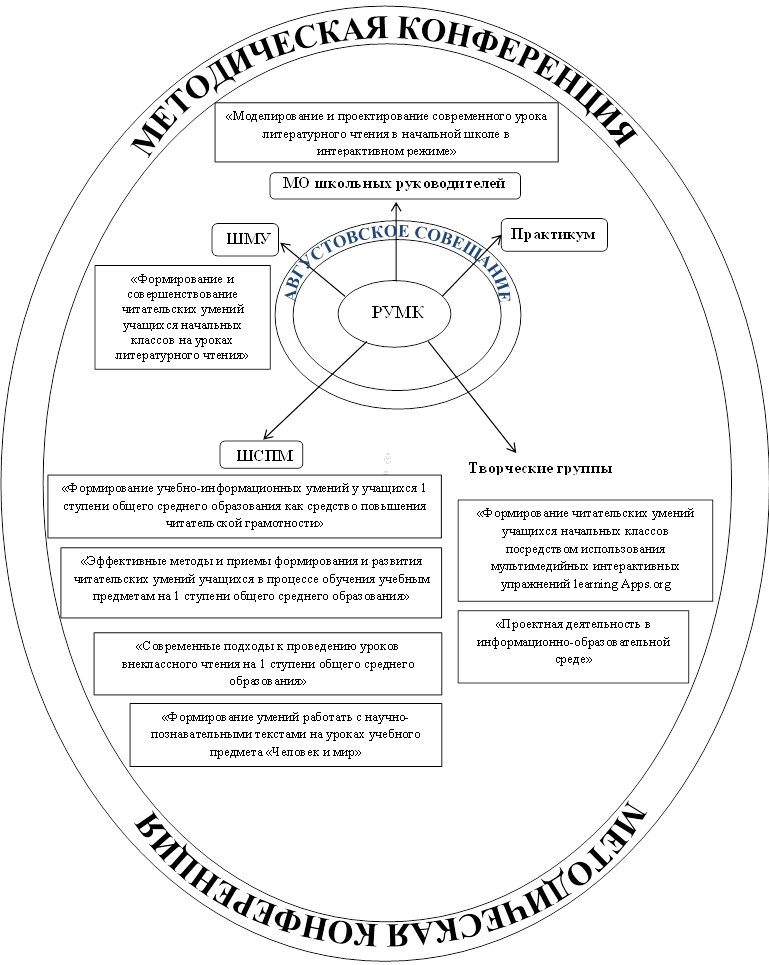 МЕТОДИЧЕСКАЯ КОНФЕРЕНЦИЯ
«Моделирование и проектирование современного урока
литературного чтения в начальной школе в
интерактивном режиме»
МО школьных руководителей
ШМУ
Практикум
АВГУСТОВСКОЕ СОВЕЩАНИЕ
«Формирование и
совершенствование
читательских умений
учащихся начальных
классов на уроках
литературного чтения»
РУМК
ШСПМ
«Формирование учебно-информационных умений у учащихся 1
ступени общего среднего образования как средство повышения
читательской грамотности»
«Эффективные методы и приемы формирования и развития
читательских умений учащихся в процессе обучения учебным
предметам на 1 ступени общего среднего образования»
«Современные подходы к проведению уроков
внеклассного чтения на 1 ступени общего среднего
образования»
«Формирование умений работать с научно-
познавательными текстами на уроках учебного
предмета «Человек и мир»
Творческие группы
«Формирование читательских умений
учащихся начальных классов
посредством использования
мультимедийных интерактивных
упражнений learning Apps.org
«Проектная деятельность в
информационно-образовательной
среде»
МЕТОДИЧЕСКАЯ КОНФЕРЕНЦИЯ